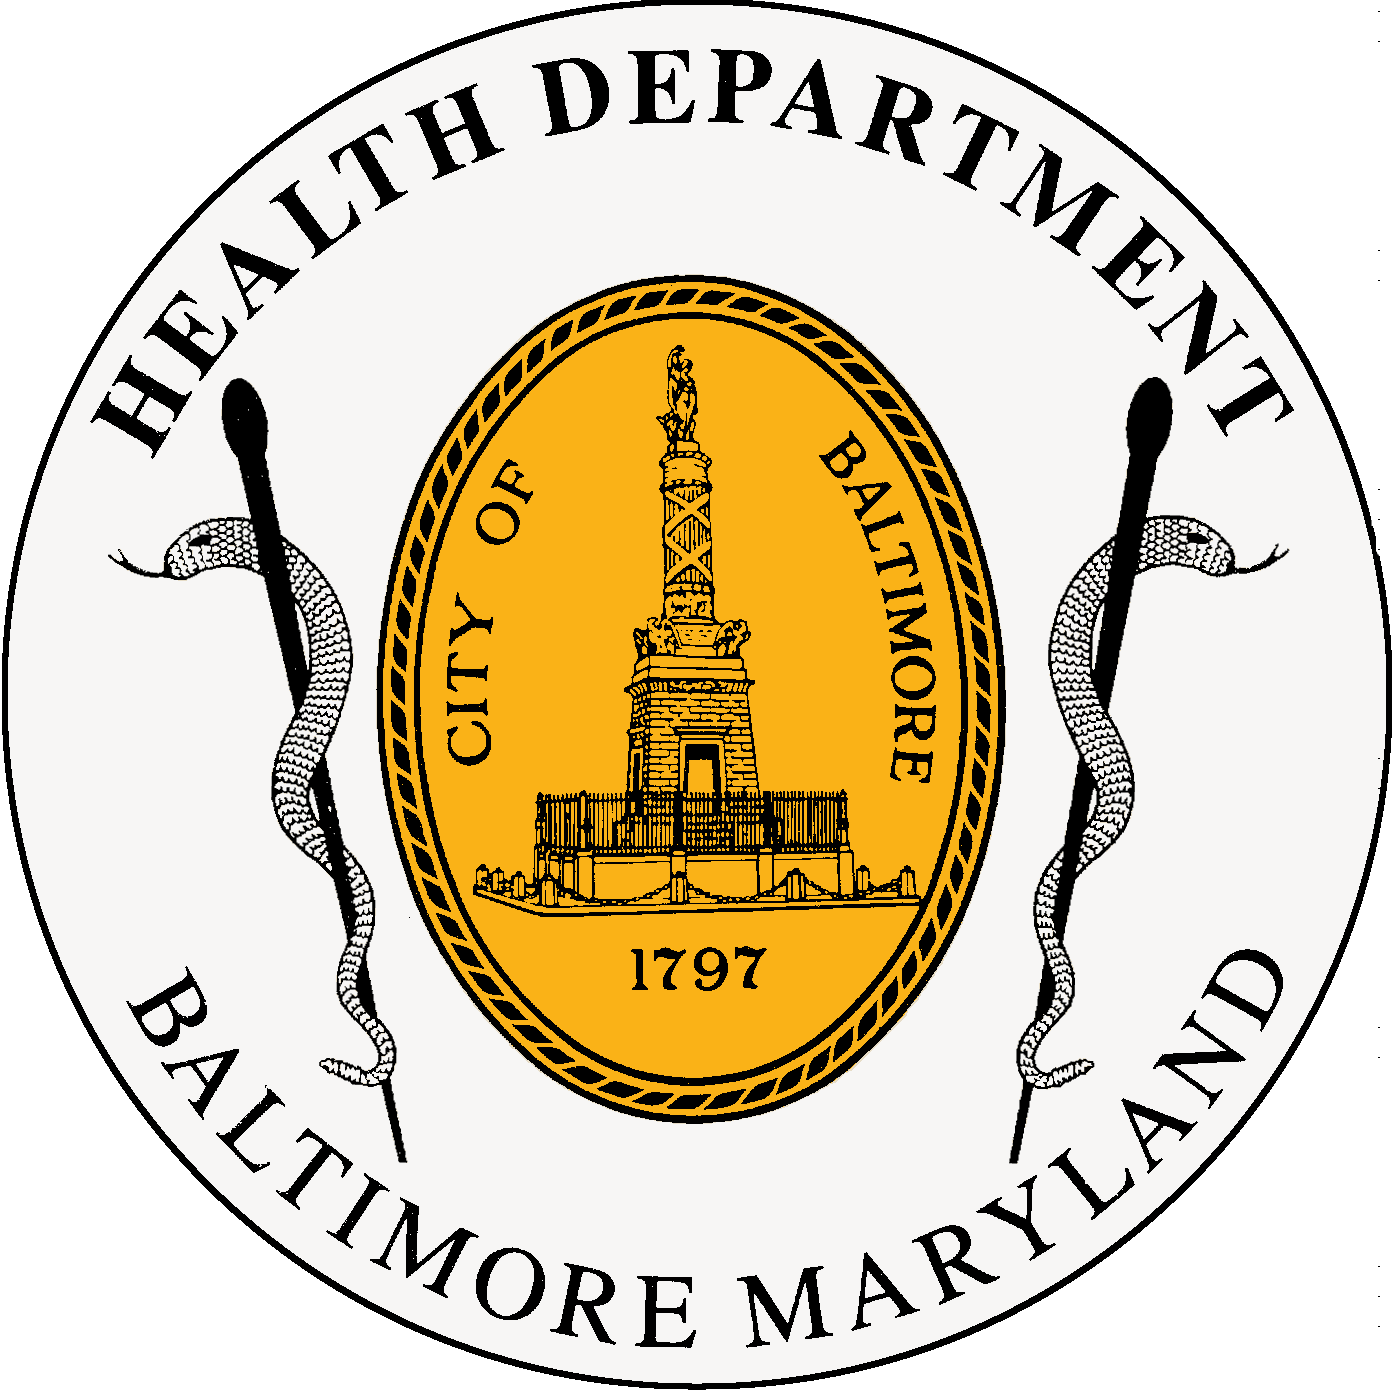 HEALTH DEPARTMENT
CITY OF BALTIMORE
1797
BALTIMORE MARYLAND